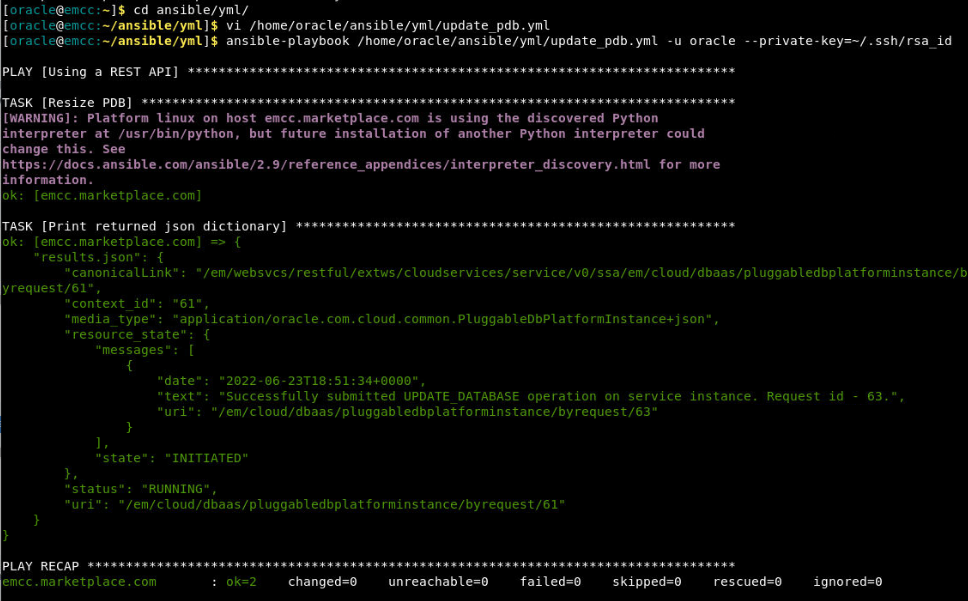 [oracle@emcc:~]$ cd ansible/yml/
[oracle@emcc:~/ansible/yml]$ vi /home/oracle/ansible/yml/update_pdb.yml
[oracle@emcc:~/ansible/yml]$ ansible-playbook /home/oracle/ansible/yml/update_pdb.yml -u oracle --private-key=~/.ssh/rsa_id
PLAY [Using a REST API] ***********************************************************************
TASK [Resize PDB] *****************************************************************************
[WARNING]: Platform linux on host emcc.marketplace.com is using the discovered Python
interpreter at /usr/bin/python, but future installation of another Python interpreter could
change this. See
https://docs.ansible.com/ansible/2.9/reference_appendices/interpreter_discovery.html for more
information.
ok: [emcc.marketplace.com]
TASK [Print returned json dictionary] *********************************************************
ok: [emcc.marketplace.com] => {
    "results.json": {
        "canonicalLink": "/em/websvcs/restful/extws/cloudservices/service/v0/ssa/em/cloud/dbaas/pluggabledbplatforminstance/b
yrequest/61",
        "context_id": "61",
        "media_type": "application/oracle.com.cloud.common.PluggableDbPlatformInstance+json",
        "resource_state": {
            "messages": [
                {
                    "date": "2022-06-23T18:51:34+0000",
                    "text": "Successfully submitted UPDATE_DATABASE operation on service instance. Request id - 63.",
                    "uri": "/em/cloud/dbaas/pluggabledbplatforminstance/byrequest/63"
                }
            ],
            "state": "INITIATED"
        },
        "status": "RUNNING",
        "uri": "/em/cloud/dbaas/pluggabledbplatforminstance/byrequest/61"
    }
}
PLAY RECAP ************************************************************************************
emcc.marketplace.com       : ok=2    changed=0    unreachable=0    failed=0    skipped=0    rescued=0    ignored=0